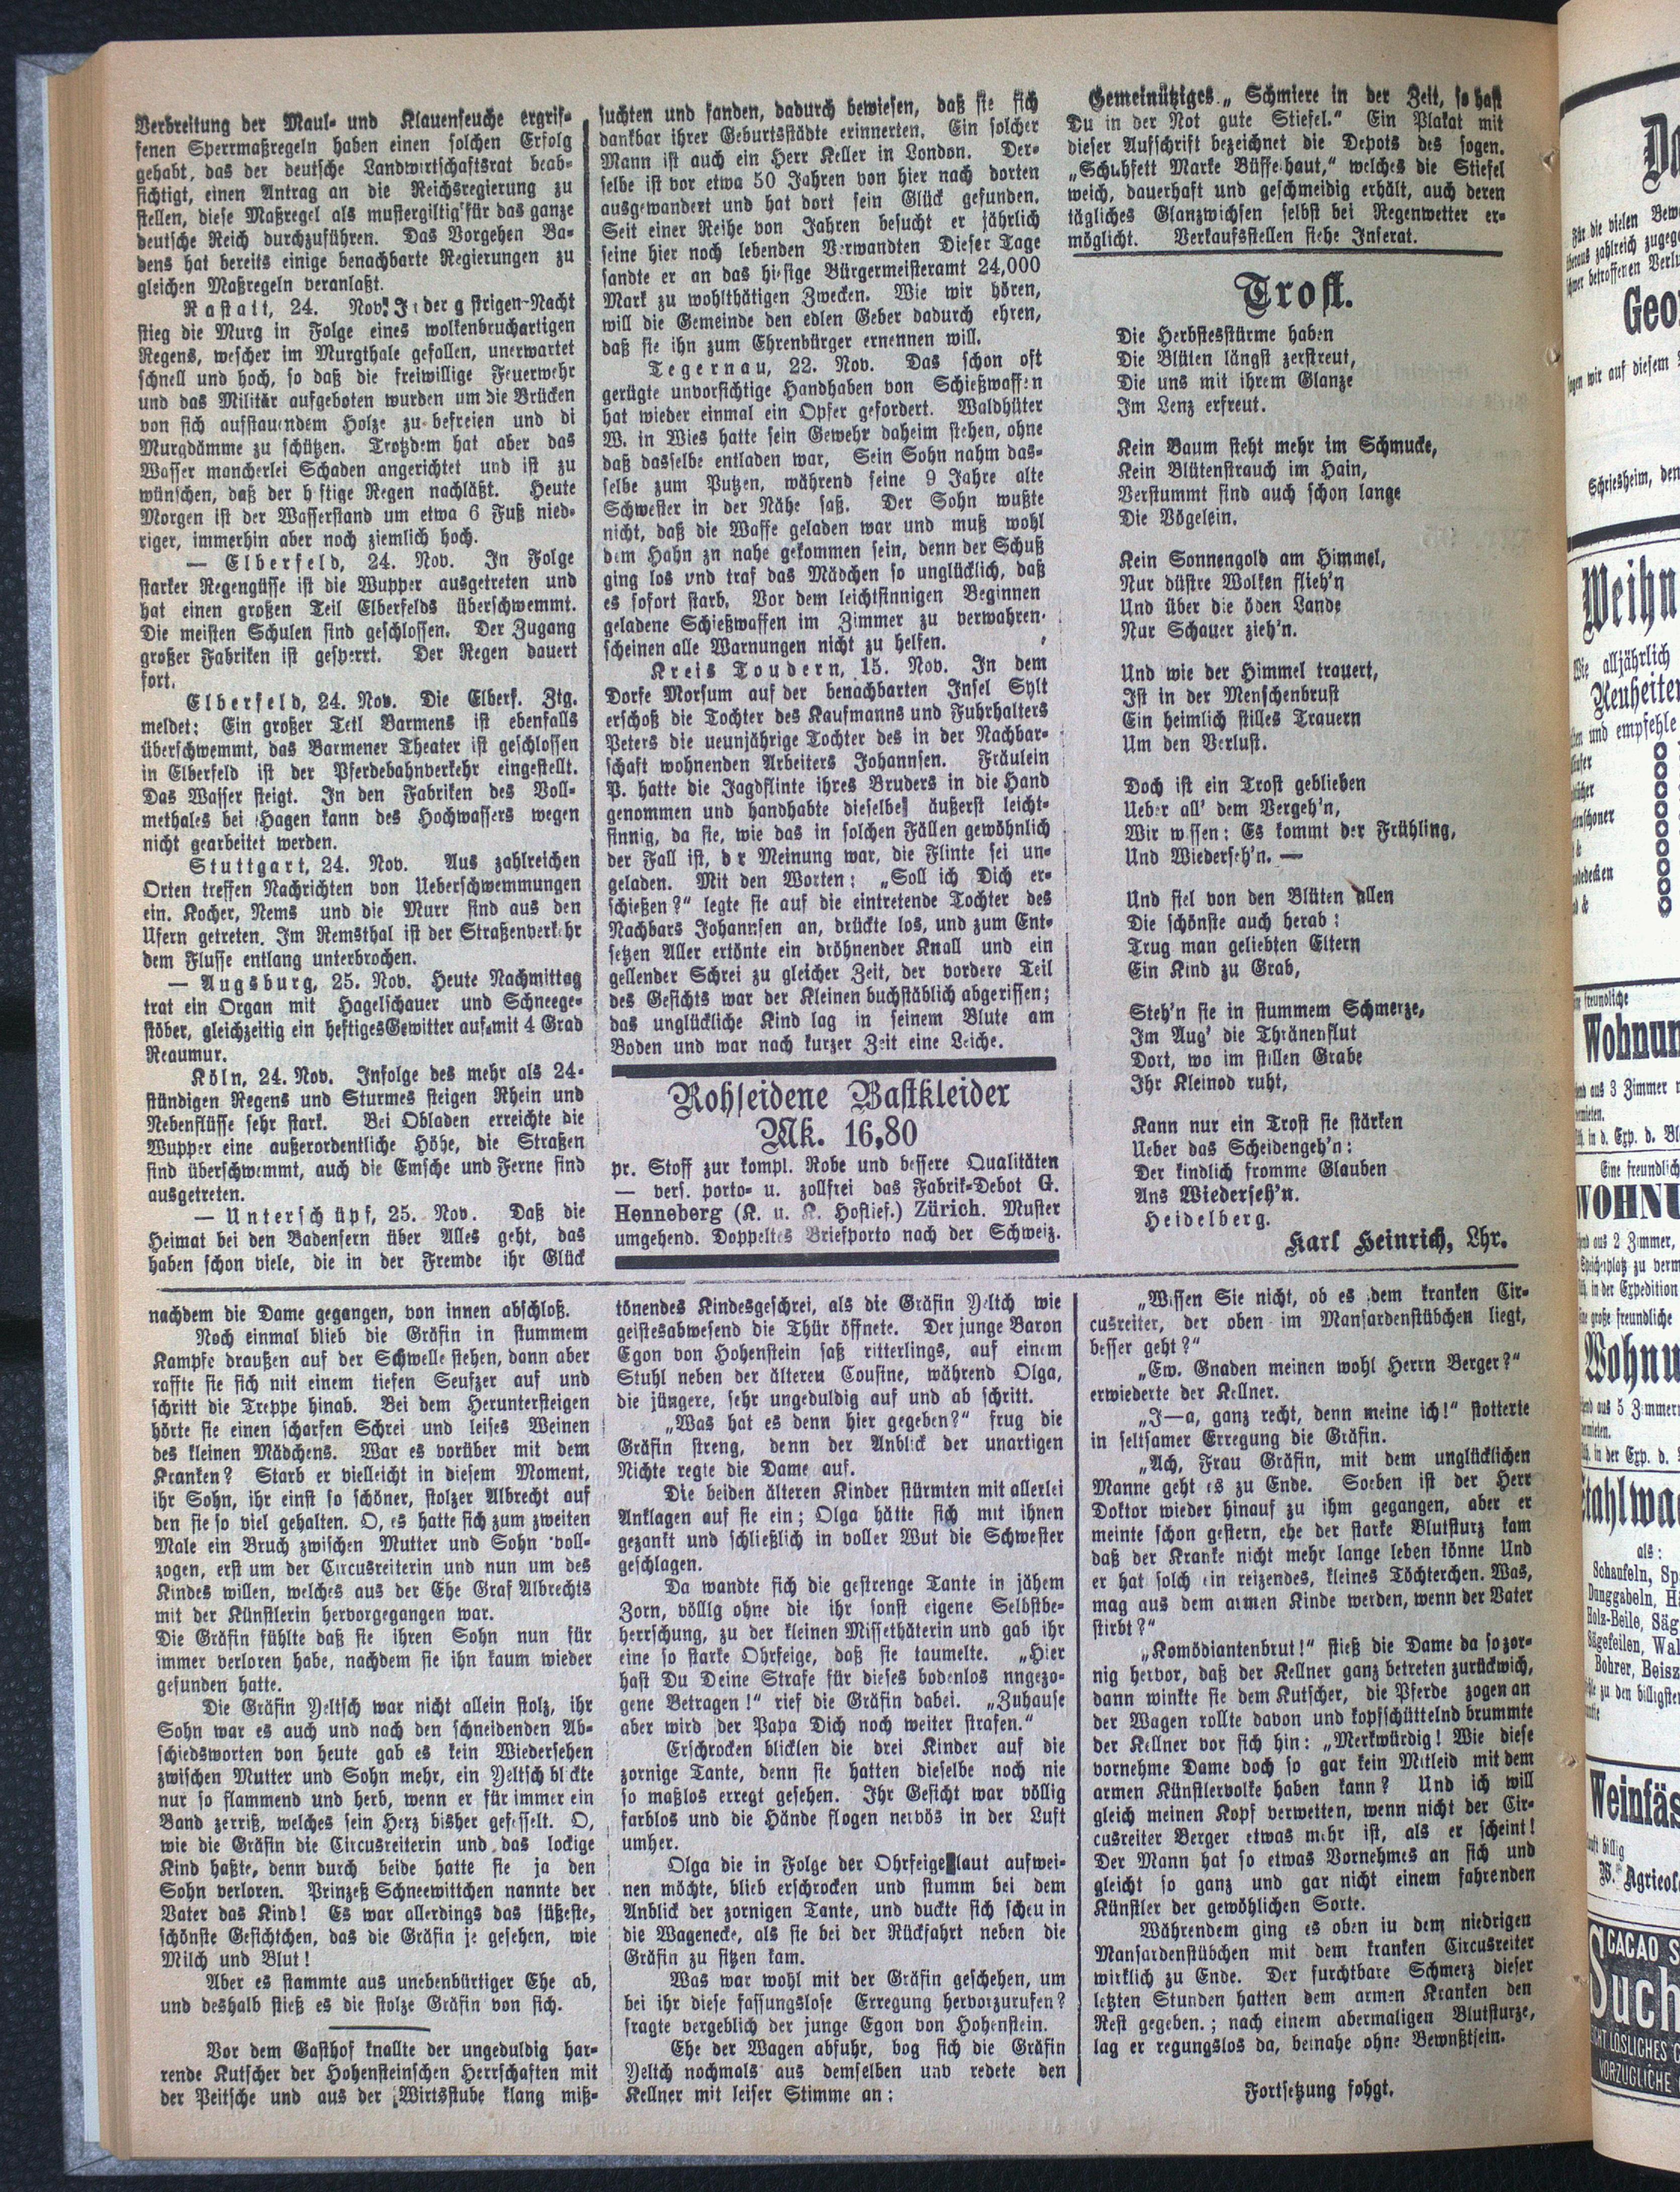 Verbreitung der Maul- und Klauenseuche ergrif-
fenen Sperrmaßregeln haben einen solchen Erfolg
gehabt, das der deutsche Landwirtschaftsrat beab-
sichtigt, einen Antrag an die Reichsregierung zu
stellen, diese Maßregel als mustergiltig für das ganze
deutsche Reich durchzuführen. Das Vorgehen Ba-
dens hat bereits einige benachbarte Regierungen zu
gleichen Maßregeln veranlaßt.
Rastatt, 24. Nov. In der g strigen Nacht
stieg die Murg in Folge eines wolkenbruchartigen
Regens, welcher im Murgthale gefallen, unerwartet
schnell und hoch, so daß die freiwillige Feuerwehr
und das Militär aufgeboten wurden um die Brücken
von sich aufstauendem Holze zu befreien und di
Murgdämme zu schützen. Trotzdem hat aber das
Wasser mancherlei Schaden angerichtet und ist zu
wünschen, daß der h ftige Regen nachläßt. Heute
Morgen ist der Wasserstand um etwa 6 Fuß nied-
riger, immerhin aber noch ziemlich hoch.
— Elberfeld, 24. Nov. In Folge
starker Regengüsse ist die Wupper ausgetreten und
hat einen großen Teil Elberfelds überschwemmt.
Die meisten Schulen sind geschlossen. Der Zugang
großer Fabriken ist gesperrt. Der Regen dauert
fort.
Elberfeld, 24. Nov. Die Elberf. Ztg.
meldet: Ein großer Teil Barmens ist ebenfalls
überschwemmt, das Barmener Theater ist geschlossen
in Elberfeld ist der Pferdebahnverkehr eingestellt.
Das Wasser steigt. In den Fabriken des Voll-
methales bei Hagen kann des Hochwassers wegen
nicht gearbeitet werden.
Stuttgart, 24. Nov. Aus zahlreichen
Orten treffen Nachrichten von Ueberschwemmungen
ein. Kocher, Nems und die Murr sind aus den
Ufern getreten. Im Remsthal ist der Straßenverkehr
dem Flusse entlang unterbrochen.
— Augsburg, 25. Nov. Heute Nachmittag
trat ein Organ mit Hagelschauer und Schneege-
stöber, gleichzeitig ein heftiges Gewitter auf mit 4 Grad
Reaumur.
Köln, 24. Nov. Infolge des mehr als 24-
stündigen Regens und Sturmes steigen Rhein und
Nebenflüsse sehr stark. Bei Obladen erreichte die
Wupper eine außerordentliche Höhe, die Straßen
sind überschwemmt, auch die Emsche und Ferne sind
ausgetreten.
— Unterschüpf, 25. Nov. Daß die
Heimat bei den Badensern über Alles geht, das
haben schon viele, die in der Fremde ihr Glück
suchten und fanden, dadurch bewiesen, daß sie sich
dankbar ihrer Geburtsstädte erinnerten. Ein solcher
Mann ist auch ein Herr Keller in London. Der-
selbe ist vor etwa 50 Jahren von hier nach dorten
ausgewandert und hat dort sein Glück gefunden.
Seit einer Reihe von Jahren besucht er jährlich
seine hier noch lebenden Verwandten Dieser Tage
sandte er an das hiesige Bürgermeisteramt 24,000
Mark zu wohlthätigen Zwecken. Wie wir hören,
will die Gemeinde den edlen Geber dadurch ehren,
daß sie ihn zum Ehrenbürger ernennen will.
Tegernau, 22. Nov. Das schon oft
gerügte unvorsichtige Handhaben von Schießwaffen
hat wieder einmal ein Opfer gefordert. Waldhüter
W. in Wies hatte sein Gewehr daheim stehen, ohne
daß dasselbe entladen war, Sein Sohn nahm das-
selbe zum Putzen, während seine 9 Jahre alte
Schwester in der Nähe saß. Der Sohn wußte
nicht, daß die Waffe geladen war und muß wohl
dem Hahn zn nahe gekommen sein, denn der Schuß
ging los vnd traf das Mädchen so unglücklich, daß
es sofort starb. Vor dem leichtsinnigen Beginnen
geladene Schießwaffen im Zimmer zu verwahren
scheinen alle Warnungen nicht zu helfen.
Kreis Toudern, 15. Nov. In dem
Dorfe Morsum auf der benachbarten Insel Sylt
erschoß die Tochter des Kaufmanns und Fuhrhalters
Peters die ueunjährige Tochter des in der Nachbar-
schaft wohnenden Arbeiters Johannsen. Fräulein
P. hatte die Jagdflinte ihres Bruders in die Hand
genommen und handhabte dieselbe äußerst leicht-
sinnig, da sie, wie das in solchen Fällen gewöhnlich
der Fall ist, d r Meinung war, die Flinte sei un-
geladen. Mit den Worten: „Soll ich Dich er-
schießen?“ legte sie auf die eintretende Tochter des
Nachbars Johannsen an, drückte los, und zum Ent-
setzen Aller ertönte ein dröhnender Knall und ein
gellender Schrei zu gleicher Zeit, der vordere Teil
des Gesichts war der Kleinen buchstäblich abgerissen;
das unglückliche Kind lag in seinem Blute am
Boden und war nach kurzer Zeit eine Leiche.
Rohseidene Bastkleider
Mk. 16,80
pr. Stoff zur kompl. Robe und bessere Qualitäten
— vers. porto- u. zollfrei das Fabrik-Debot G.
Henneberg (K. u. K. Hoflief.) Zürich. Muster
umgehend. Doppeltes Briefporto nach der Schweiz.
Gemeinütziges „Schmiere in der Zeit, so hast
Du in der Not gute Stiefel.“ Ein Plakat mit
dieser Aufschrift bezeichnet die Depots des sogen.
„Schuhfett Marke Büffelhaut,“ welches die Stiefel
weich, dauerhaft und geschmeidig erhält, auch deren
tägliches Glanzwichsen selbst bei Regenwetter er-
möglicht. Verkaufsstellen siehe Inserat.
Trost.
Die Herbstesstürme haben
Die Blüten längst zerstreut,
Die uns mit ihrem Glanze
Im Lenz erfreut.
Kein Baum steht mehr im Schmucke,
Kein Blütenstrauch im Hain,
Verstummt sind auch schon lange
Die Vögelein.
Kein Sonnengold am Himmel,
Nur düstre Wolken flieh'n
Und über die öden Lande
Nur Schauer zieh'n.
Und wie der Himmel trauert,
Ist in der Menschenbrust
Ein heimlich stilles Trauern
Um den Verlust.
Doch ist ein Trost geblieben
Ueber all' dem Vergeh'n,
Wir wissen: Es kommt der Frühling,
Und Wiederseh'n. —
Und fiel von den Blüten allen
Die schönste auch herab:
Trug man geliebten Eltern
Ein Kind zu Grab,
Steh'n sie in stummem Schmerze,
Im Aug' die Thränenflut
Dort, wo im stillen Grabe
Ihr Kleinod ruht,
Kann nur ein Trost sie stärken
Ueber das Scheidengeh'n:
Der kindlich fromme Glauben
Ans Wiederseh'n.
Heidelberg.
Karl Heinrich, Lhr.
nachdem die Dame gegangen, von innen abschloß.
Noch einmal blieb die Gräfin in stummem
Kampfe draußen auf der Schwelle stehen, dann aber
raffte sie sich mit einem tiefen Seufzer auf und
schritt die Treppe hinab. Bei dem Heruntersteigen
hörte sie einen scharfen Schrei und leises Weinen
des kleinen Mädchens. War es vorüber mit dem
Kranken? Starb er vielleicht in diesem Moment,
ihr Sohn, ihr einst so schöner, stolzer Albrecht auf
den sie so viel gehalten. O, es hatte sich zum zweiten
Male ein Bruch zwischen Mutter und Sohn voll-
zogen, erst um der Circusreiterin und nun um des
Kindes willen, welches aus der Ehe Graf Albrechts
mit der Künstlerin hervorgegangen war.
Die Gräfin fühlte daß sie ihren Sohn nun für
immer verloren habe, nachdem sie ihn kaum wieder
gefunden hatte.
Die Gräfin Yeltsch war nicht allein stolz, ihr
Sohn war es auch und nach den schneidenden Ab-
schiedsworten von heute gab es kein Wiedersehen
zwischen Mutter und Sohn mehr, ein Yeltsch blickte
nur so flammend und herb, wenn er für immer ein
Band zerriß, welches sein Herz bisher gefesselt. O,
wie die Gräfin die Circusreiterin und das lockige
Kind haßte, denn durch beide hatte sie ja den
Sohn verloren. Prinzeß Schneewittchen nannte der
Vater das Kind! Es war allerdings das süßeste,
schönste Gesichtchen, das die Gräfin je gesehen, wie
Milch und Blut!
Aber es stammte aus unebenbürtiger Ehe ab,
und deshalb stieß es die stolze Gräfin von sich.
Vor dem Gasthof knallte der ungeduldig har-
rende Kutscher der Hohensteinschen Herrschaften mit
der Peitsche und aus der Wirtsstube klang miß-
tönendes Kindesgeschrei, als die Gräfin Yeltch wie
geistesabwesend die Thür öffnete. Der junge Baron
Egon von Hohenstein saß ritterlings, auf einem
Stuhl neben der älteren Cousine, während Olga,
die jüngere, sehr ungeduldig auf und ab schritt.
„Was hat es denn hier gegeben?“ frug die
Gräfin streng, denn der Anblick der unartigen
Nichte regte die Dame auf.
Die beiden älteren Kinder stürmten mit allerlei
Anklagen auf sie ein; Olga hätte sich mit ihnen
gezankt und schließlich in voller Wut die Schwester
geschlagen.
Da wandte sich die gestrenge Tante in jähem
Zorn, völlig ohne die ihr sonst eigene Selbstbe-
herrschung, zu der kleinen Missethäterin und gab ihr
eine so starke Ohrfeige, daß sie taumelte. „Hier
hast Du Deine Strafe für dieses bodenlos nngezo-
gene Betragen!“ rief die Gräfin dabei. „Zuhause
aber wird der Papa Dich noch weiter strafen.“
Erschrocken blicklen die drei Kinder auf die
zornige Tante, denn sie hatten dieselbe noch nie
so maßlos erregt gesehen. Ihr Gesicht war völlig
farblos und die Hände flogen nervös in der Luft
umher.
Olga die in Folge der Ohrfeige laut aufwei-
nen möchte, blieb erschrocken und stumm bei dem
Anblick der zornigen Tante, und duckte sich scheu in
die Wagenecke, als sie bei der Rückfahrt neben die
Gräfin zu sitzen kam.
Was war wohl mit der Gräfin geschehen, um
bei ihr diese fassungslose Erregung hervorzurufen?
fragte vergeblich der junge Egon von Hohenstein.
Ehe der Wagen abfuhr, bog sich die Gräfin
Yeltch nochmals aus demselben und redete den
Kellner mit leiser Stimme an:
„Wissen Sie nicht, ob es dem kranken Cir-
cusreiter, der oben im Mansardenstübchen liegt,
besser geht?“
„Ew. Gnaden meinen wohl Herrn Berger?“
erwiederte der Kellner.
„J—a, ganz recht, denn meine ich!“ stotterte
in seltsamer Erregung die Gräfin.
„Ach, Frau Gräfin, mit dem unglücklichen
Manne geht es zu Ende. Soeben ist der Herr
Doktor wieder hinauf zu ihm gegangen, aber er
meinte schon gestern, ehe der starke Blutsturz kam
daß der Kranke nicht mehr lange leben könne Und
er hat solch ein reizendes, kleines Töchterchen. Was,
mag aus dem armen Kinde werden, wenn der Vater
stirbt?“
„Komödiantenbrut!“ stieß die Dame da so zor-
nig hervor, daß der Kellner ganz betreten zurückwich,
dann winkte sie dem Kutscher, die Pferde zogen an
der Wagen rollte davon und kopfschüttelnd brummte
der Kellner vor sich hin: „Merkwürdig! Wie diese
vornehme Dame doch so gar kein Mitleid mit dem
armen Künstlervolke haben kann? Und ich will
gleich meinen Kopf verwetten, wenn nicht der Cir-
cusreiter Berger etwas mehr ist, als er scheint!
Der Mann hat so etwas Vornehmes an sich und
gleicht so ganz und gar nicht einem fahrenden
Künstler der gewöhlichen Sorte.
Währendem ging es oben iu dem niedrigen
Mansardenstübchen mit dem kranken Circusreiter
wirklich zu Ende. Der furchtbare Schmerz dieser
letzten Stunden hatten dem armen Kranken den
Rest gegeben.; nach einem abermaligen Blutsturze,
lag er regungslos da, beinahe ohne Bewnßtsein.
Fortsetzung fohgt.
Für die vielen
Geor
wir auf diesem
Schriesheim, den
Weihn
Wie alljährlich
Neuheiten
und empfehle
freundliche
Wohnun
aus 3 Zimmer
in d. Exp. d. Bl
Eine freundlich
WOHNU
aus 2 Zimmer,
zu verm
in der Expedition
große freundliche
Wohnu
aus 5 Zimmern
in der Exp. d.
Stahlwa
als:
Schaufeln, Sp
Dunggabeln, Hä
Holz-Beile, Säg
Sägefeilen, Wal
Bohrer, Beisz
zu den billigsten
Weinfäs
billig
W. Agricol
CACAO S
Such
LÖSLICHES C
VORZÜGLICHE